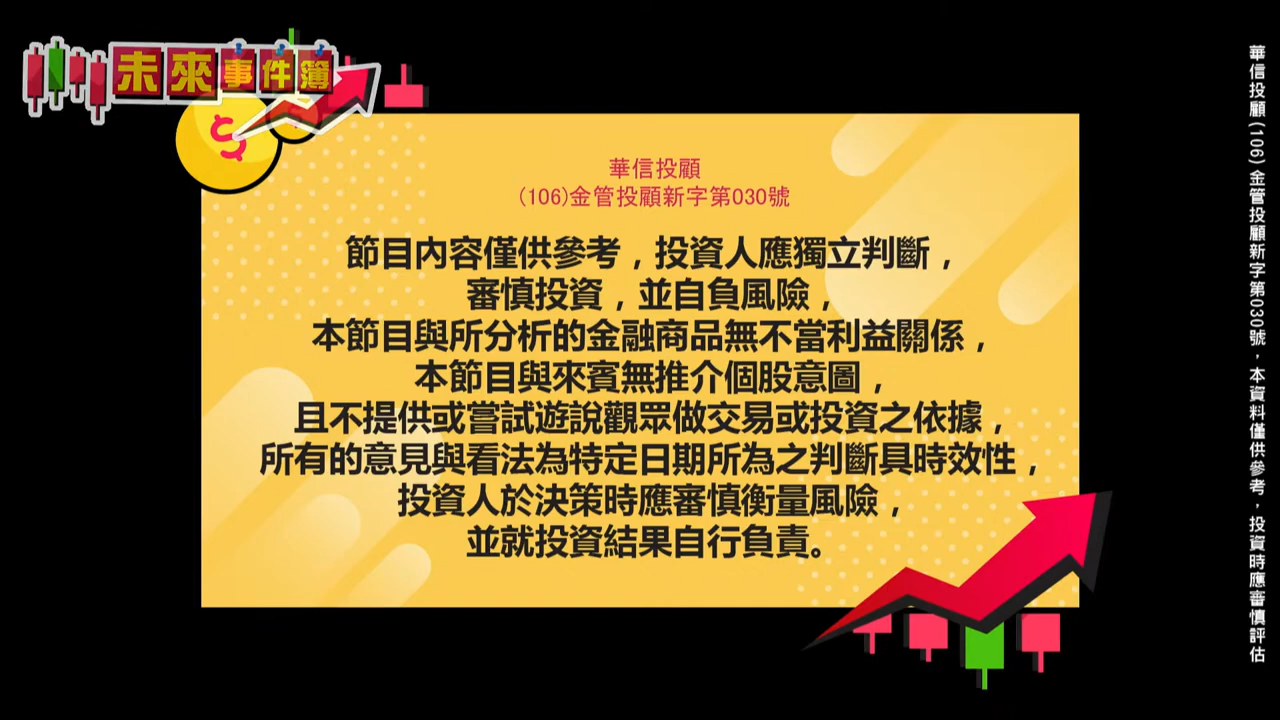 未來事件簿
華信投顧
(106)金管投顧新字第030號
節目內容僅供參考，投資人應獨立判斷，
審慎投資，並自負風險，
本節目與所分析的金融商品無不當利益關係，
本節目與來賓無推介個股意圖，
且不提供或嘗試遊說觀眾做交易或投資之依據，
所有的意見與看法為特定日期所為之判斷具時效性，
投資人於決策時應審慎衡量風險，
並就投資結果自行負責。
華信投顧(106)金管投顧新字第030號，本資料僅供參考，投資時應審慎評估